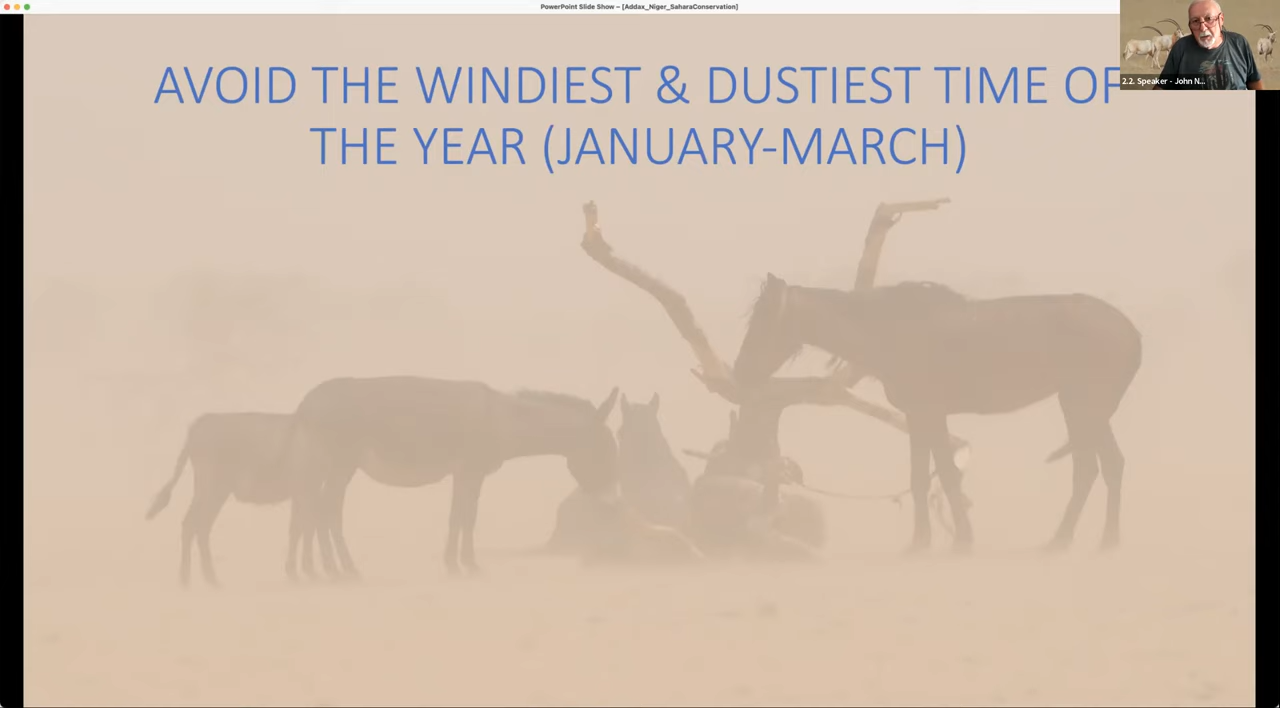 PowerPoint Slide Show – [Addax_Niger_SaharaConservation]
AVOID THE WINDIEST & DUSTIEST TIME OF
THE YEAR (JANUARY-MARCH)
2.2. Speaker - John N...